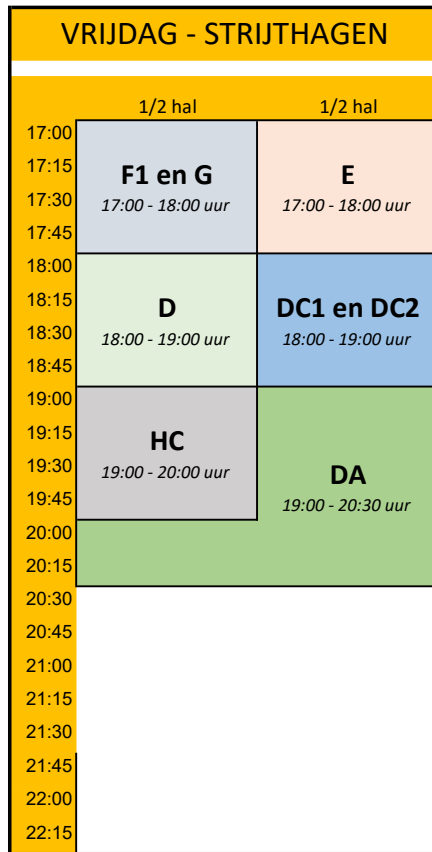 VRIJDAG - STRIJTHAGEN
1/2 hal 1/2 hal
17:00
17:15
F1 en G E
17:30
17:00 - 18:00 uur 17:00 - 18:00 uur
17:45
18:00
18:15
D DC1 en DC2
18:30
18:00 - 19:00 uur 18:00 - 19:00 uur
18:45
19:00
19:15
HC
19:30
19:00 - 20:00 uur
DA
19:45
19:00 - 20:30 uur
20:00
20:15
20:30
20:45
21:00
21:15
21:30
21:45
22:00
22:15